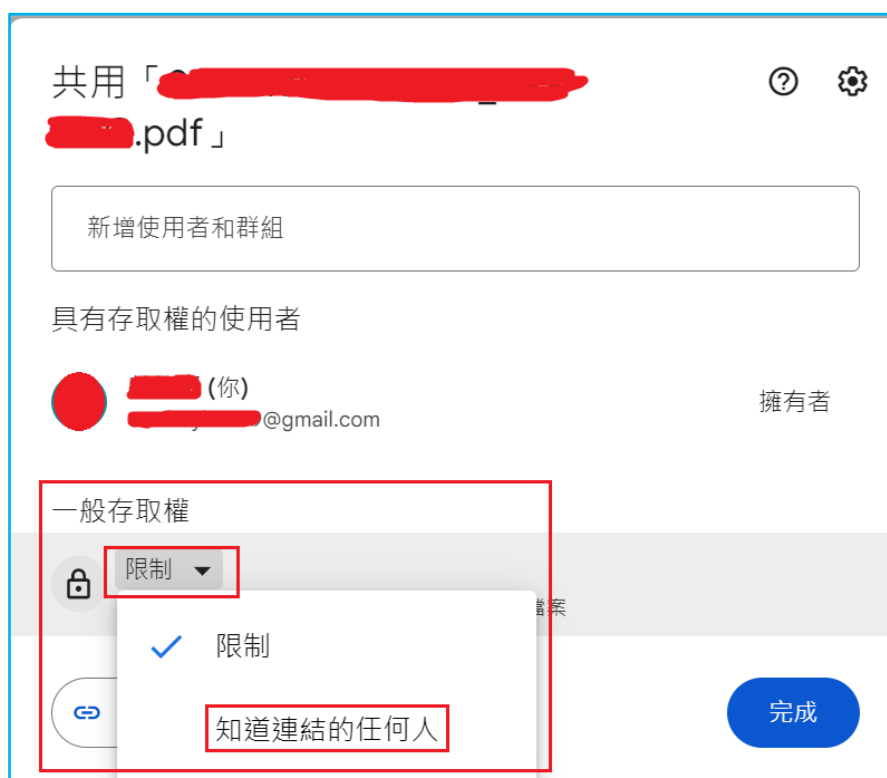 共用「
.pdf」
新增使用者和群組
具有存取權的使用者
(你)
@gmail.com
擁有者
一般存取權
限制
檔案
限制
知道連結的任何人
完成